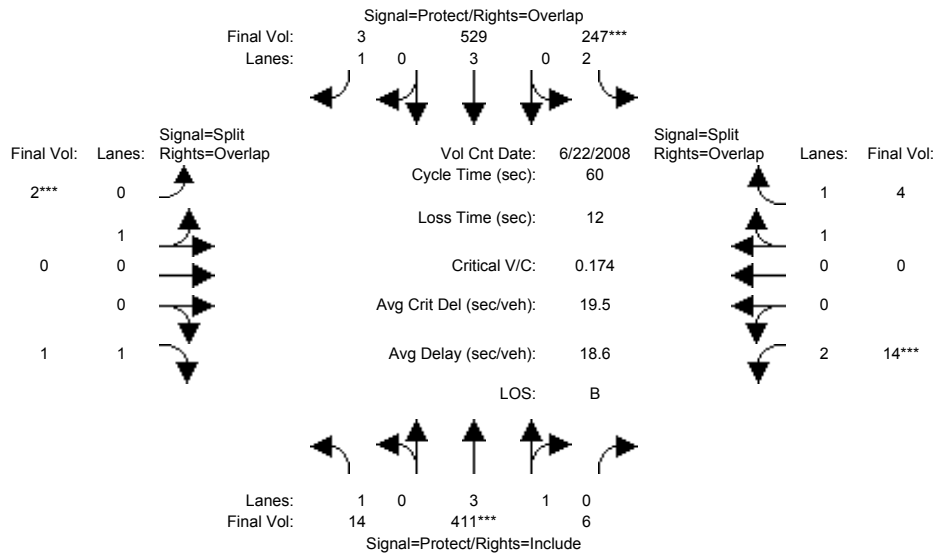 Signal=Protect/Rights=Overlap
Final Vol: 3 529 247***
Lanes: 1 0 3 0 2
Signal=Split Signal=Split
Final Vol: Lanes: Rights=Overlap Vol Cnt Date: 6/22/2008 Rights=Overlap Lanes: Final Vol:
Cycle Time (sec): 60
2*** 0 1 4
Loss Time (sec): 12
1 1
0 0 Critical V/C: 0.174 0 0
0 Avg Crit Del (sec/veh): 19.5 0
1 1 Avg Delay (sec/veh): 18.6 2 14***
LOS: B
Lanes: 1 0 3 1 0
Final Vol: 14 411*** 6
Signal=Protect/Rights=Include